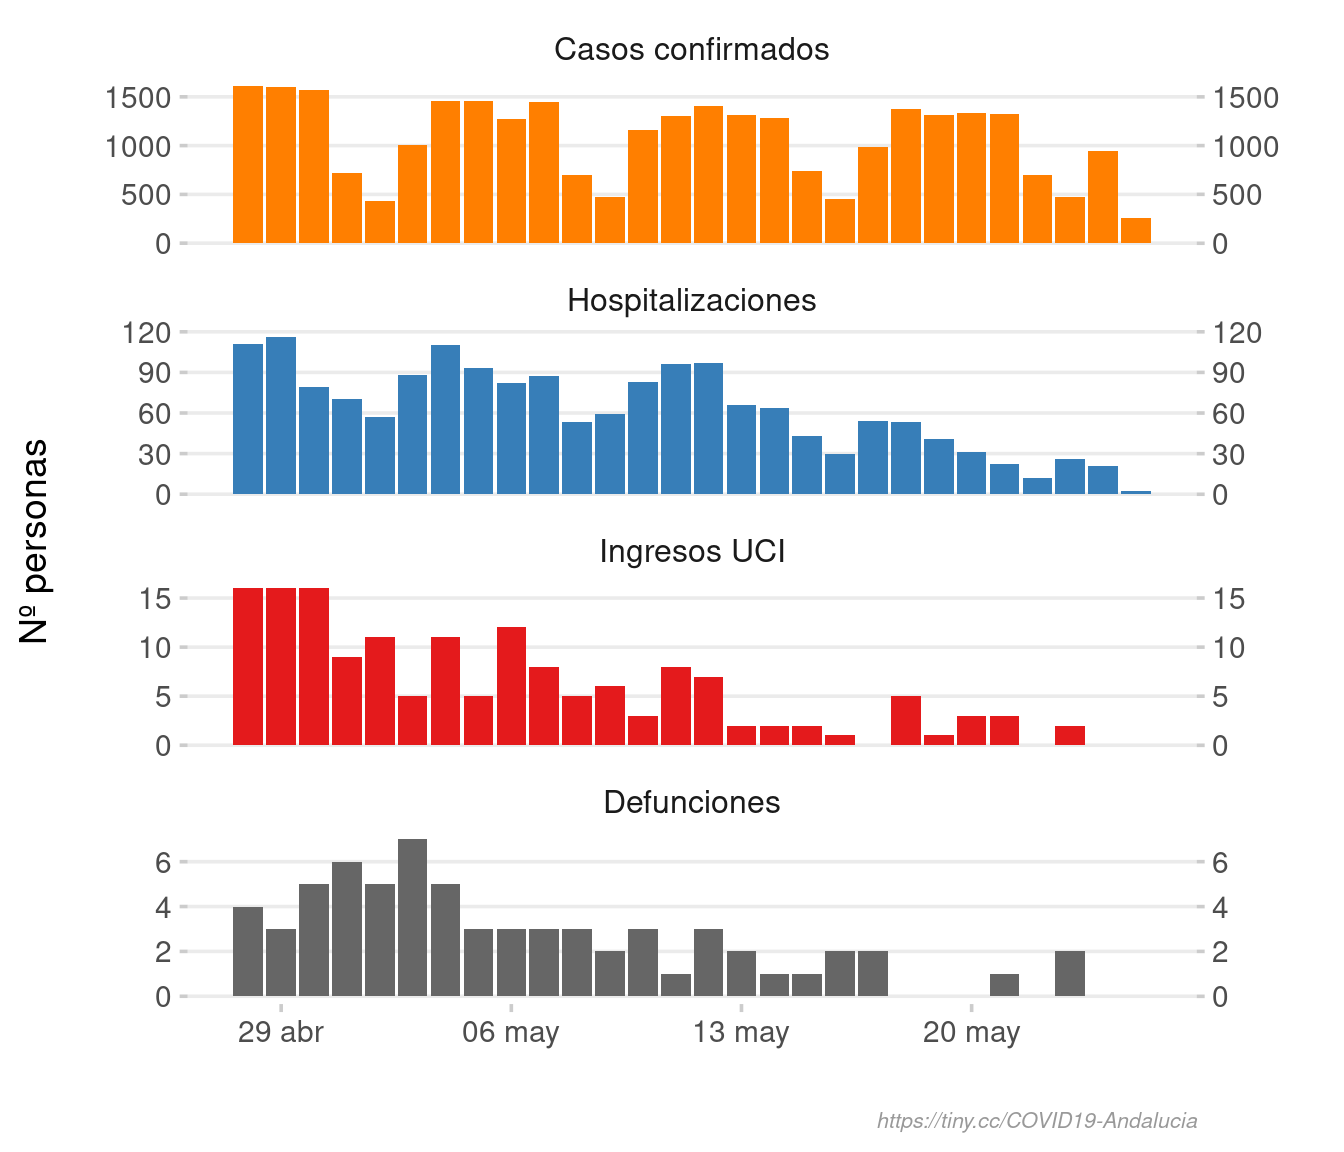 Casos confirmados
1500 1500
1000 1000
500 500
0 0
Hospitalizaciones
120 120
90 90
60 60
30 30
0 0
Nº personas
Ingresos UCI
15 15
10 10
5 5
0 0
Defunciones
6 6
4 4
2 2
0 0
29 abr 06 may 13 may 20 may
https://tiny.cc/COVID19-Andalucia